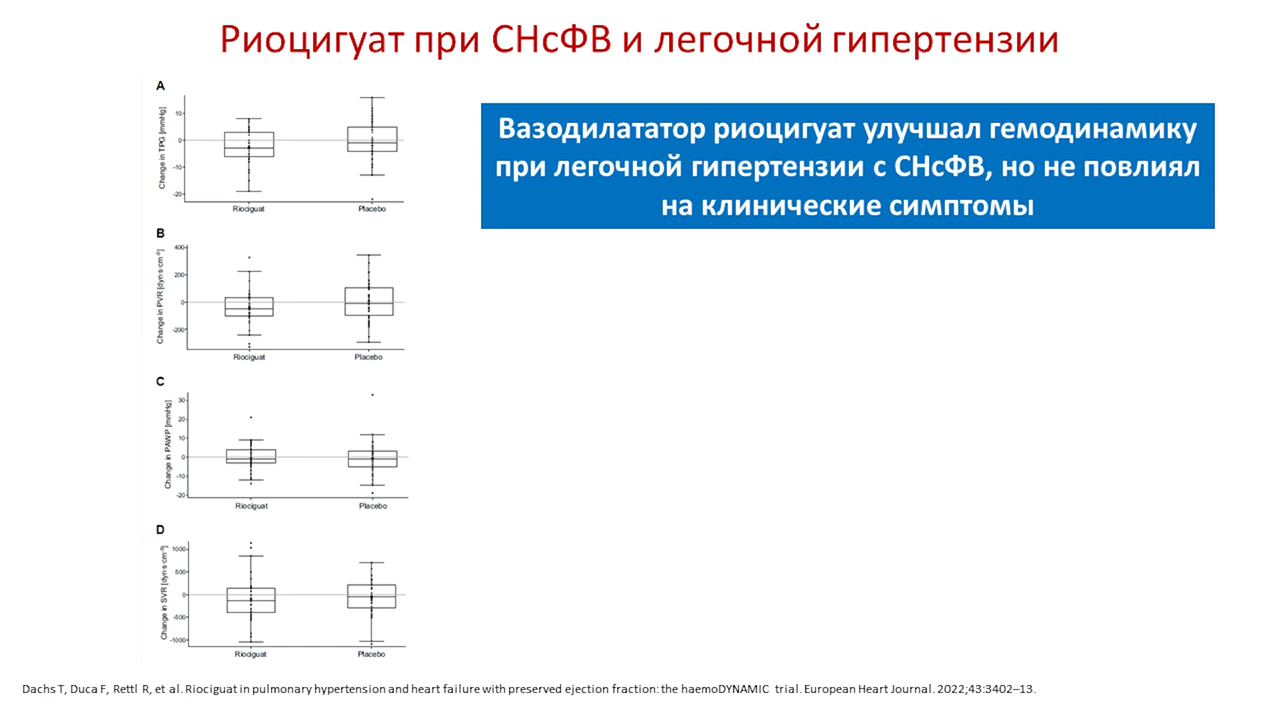 Риоцигуат при СНсФВ и легочной гипертензии
Вазодилататор риоцигуат улучшал гемодинамику
при легочной гипертензии с СНсФВ, но не повлиял
на клинические симптомы
A
Change in TPG [mmHg]
10
0
-10
-20
Riociguat Placebo
B
Change in PVR [dyn·s·cm⁻⁵]
400
200
0
-200
Riociguat Placebo
C
Change in PAWP [mmHg]
30
20
10
0
-10
-20
Riociguat Placebo
D
Change in SVR [dyn·s·cm⁻⁵]
1000
500
0
-500
-1000
Riociguat Placebo
Dachs T, Duca F, Rettl R, et al. Riociguat in pulmonary hypertension and heart failure with preserved ejection fraction: the haemoDYNAMIC trial. European Heart Journal. 2022;43:3402–13.